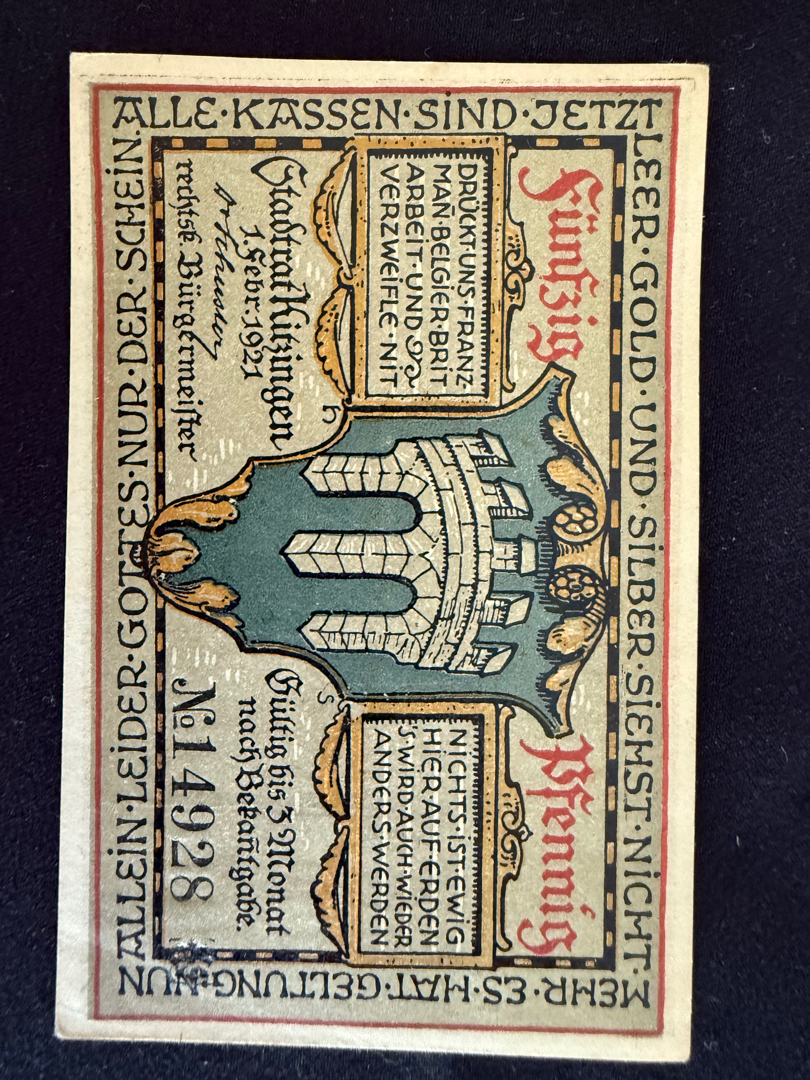 ALLE·KASSEN·SIND·JETZT
LEER·GOLD·UND·SILBER·SIEHST·NICHT·
MEHR·ES·HAT·GELTUNG·NUN
ALLEIN·LEIDER·GOTTES·NUR·DER·SCHEIN.
Fünfzig Pfennig
DRÜCKT·UNS·FRANZ-
MAN̄·BELGIER·BRIT
ARBEIT·UND
VERZWEIFLE·NIT
NICHTS·IST·EWIG
HIER·AUF·ERDEN
'S·WIRD·AUCH·WIEDER
ANDERS·WERDEN
h s
Stadtrat Kitzingen
1. Febr. 1921
rechtsk. Bürgermeister
Gültig bis 3 Monat
nach Bekan̄tgabe.
№ 14928